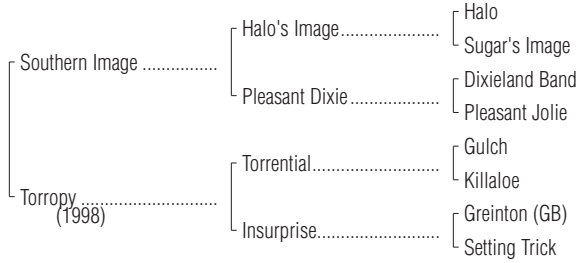 Halo
Halo's Image.....................
Sugar's Image
Southern Image ................
Dixieland Band
Pleasant Dixie ...................
Pleasant Jolie
Gulch
Torrential...........................
Killaloe
Torropy .............................
(1998)
Greinton (GB)
Insurprise..........................
Setting Trick